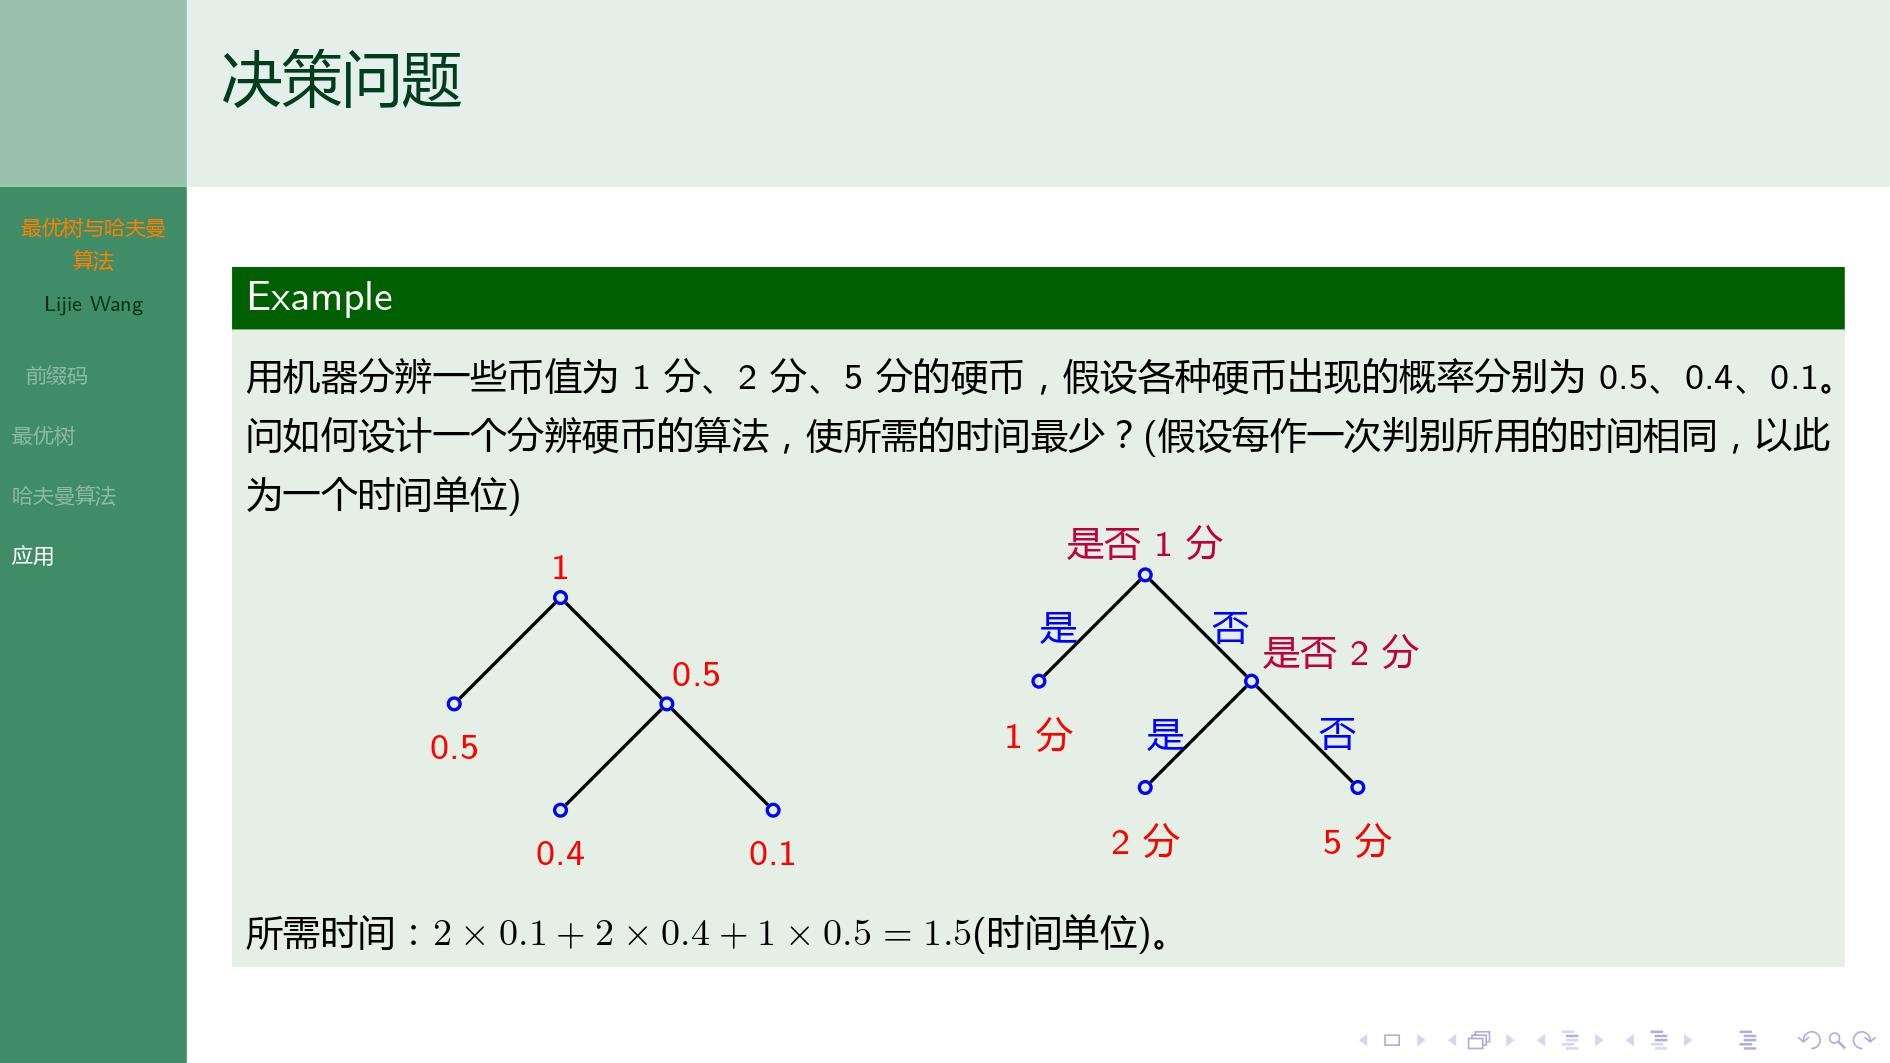 决策问题
最优树与哈夫曼
算法
Lijie Wang
前缀码
最优树
哈夫曼算法
应用
Example
用机器分辨一些币值为 1 分、2 分、5 分的硬币，假设各种硬币出现的概率分别为 0.5、0.4、0.1。
问如何设计一个分辨硬币的算法，使所需的时间最少？(假设每作一次判别所用的时间相同，以此
为一个时间单位)
1
0.5
0.5
0.4
0.1
是否 1 分
是
否
是否 2 分
1 分
是
否
2 分
5 分
所需时间：2 × 0.1 + 2 × 0.4 + 1 × 0.5 = 1.5(时间单位)。